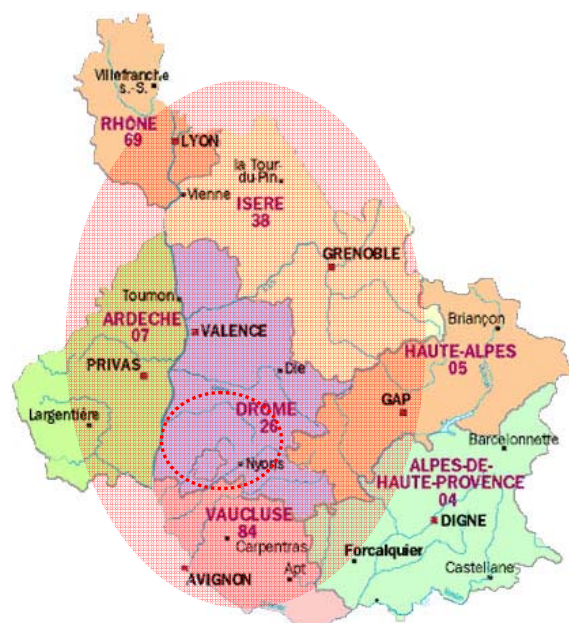 Villefranche
s.-S.
RHÔNE
69
LYON
la Tour-
du-Pin
Vienne
ISERE
38
GRENOBLE
Tournon
ARDECHE
07
VALENCE
Briançon
HAUTE-ALPES
05
PRIVAS
Die
DRÔME
26
GAP
Largentière
Barcelonnette
Nyons
ALPES-DE-
HAUTE-PROVENCE
04
VAUCLUSE
84
DIGNE
Carpentras
Forcalquier
AVIGNON
Apt
Castellane